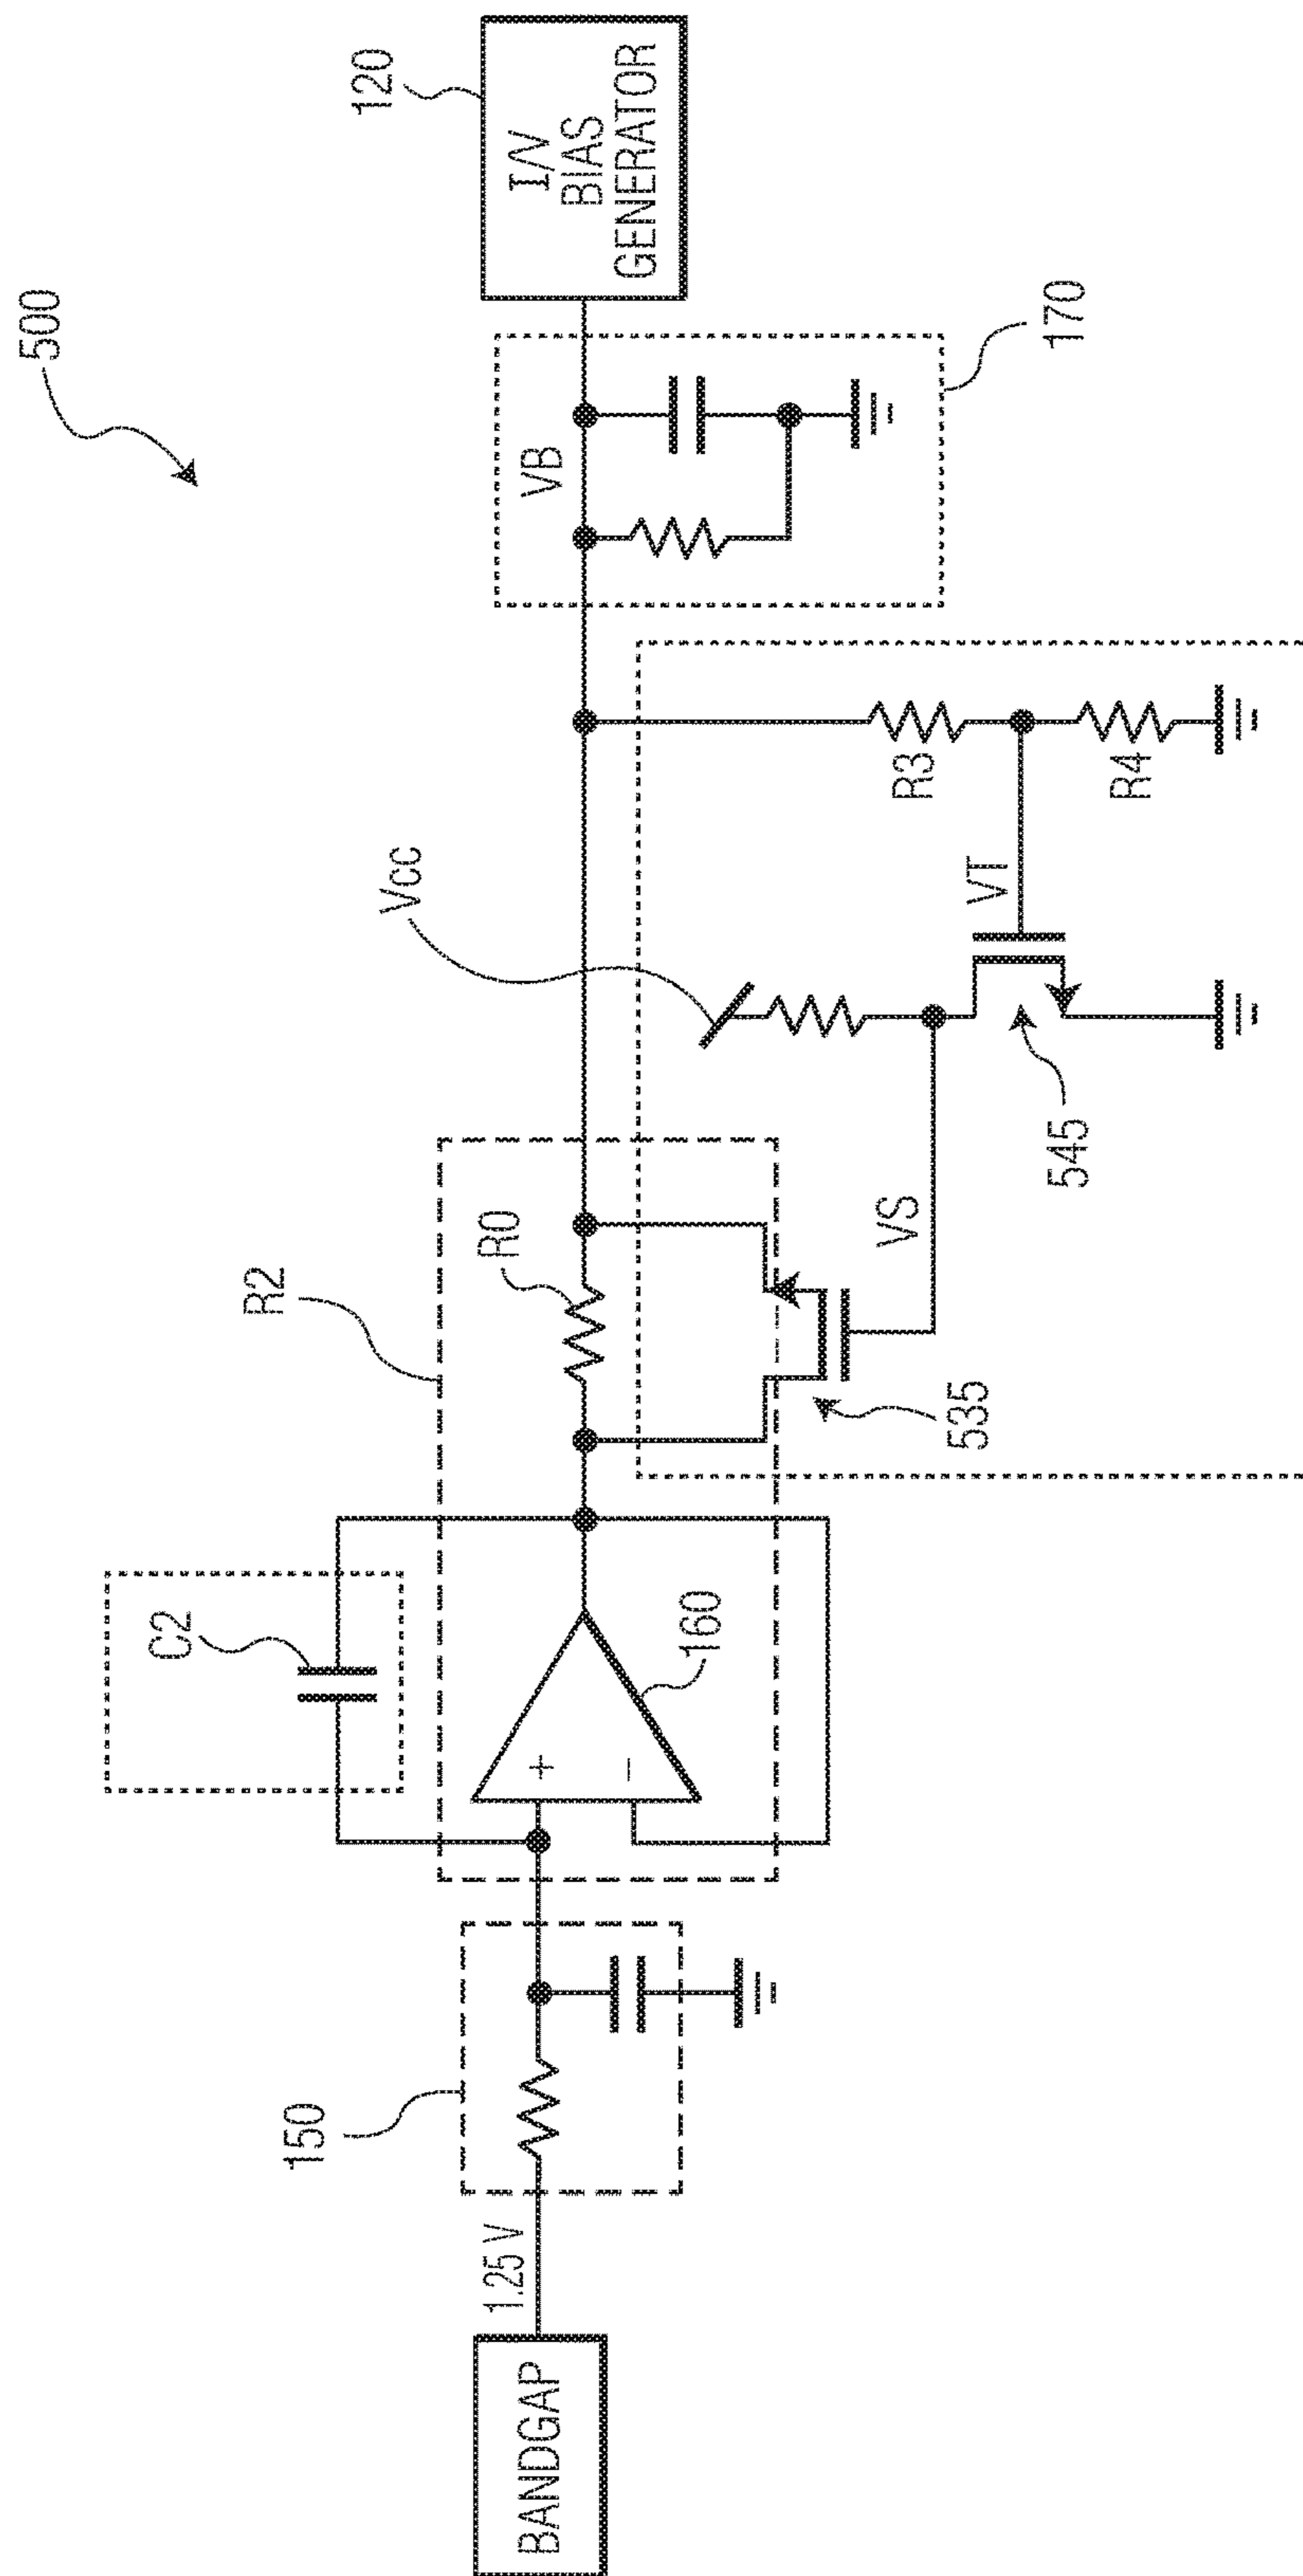 500
BANDGAP
1.25 V
150
C2
160
R2
R0
535
VS
Vcc
545
VT
R3
R4
VB
170
120
I/V
BIAS
GENERATOR